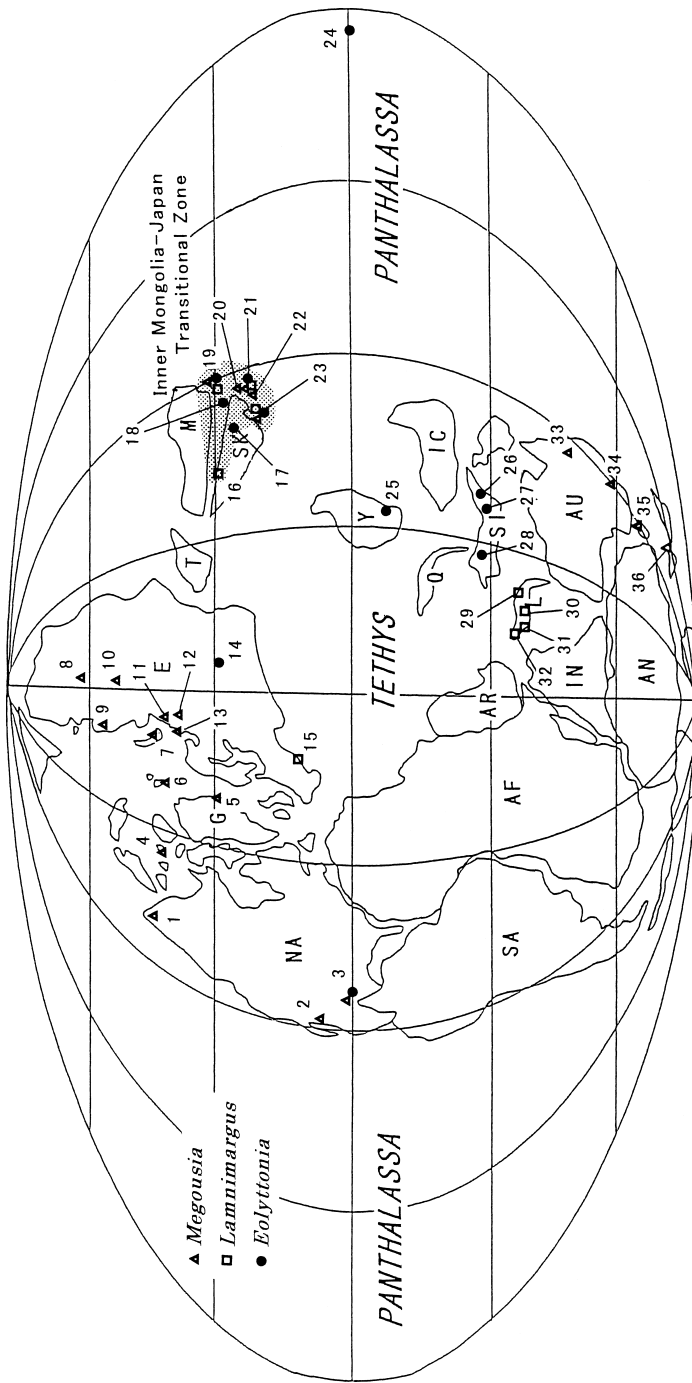 Inner Mongolia-Japan
Transitional Zone
▲ Megousia
□ Lamnimargus
● Eolyttonia
PANTHALASSA
PANTHALASSA
TETHYS
NA
SA
G
E
T
M
SK
Y
IC
Q
SI
L
AR
AF
IN
AU
AN
1
2
3
4
5
6
7
8
9
10
11
12
13
14
15
16
17
18
19
20
21
22
23
24
25
26
27
28
29
30
31
32
33
34
35
36